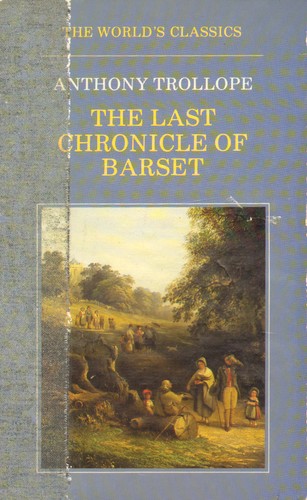 THE WORLD'S CLASSICS
ANTHONY TROLLOPE
THE LAST
CHRONICLE OF
BARSET